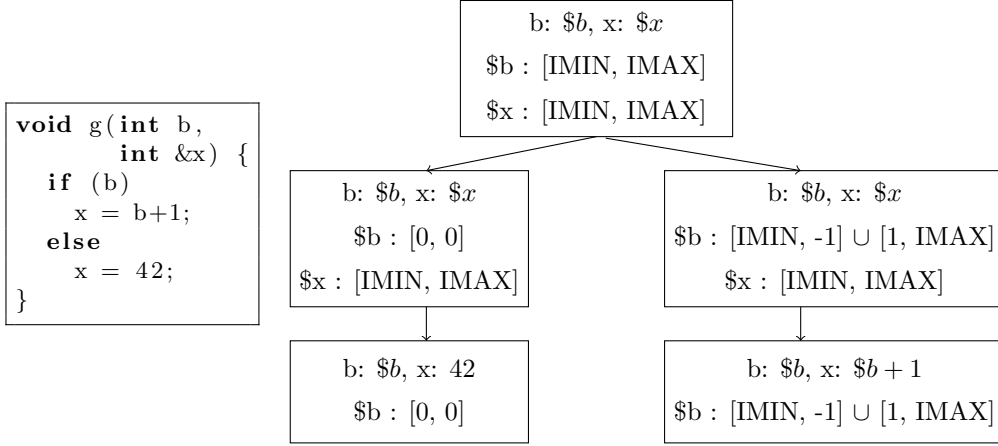 void g(int b,
int &x) {
if (b)
x = b+1;
else
x = 42;
}
b: $b, x: $x
$b : [IMIN, IMAX]
$x : [IMIN, IMAX]
b: $b, x: $x
$b : [0, 0]
$x : [IMIN, IMAX]
b: $b, x: $x
$b : [IMIN, -1] ∪ [1, IMAX]
$x : [IMIN, IMAX]
b: $b, x: 42
$b : [0, 0]
b: $b, x: $b + 1
$b : [IMIN, -1] ∪ [1, IMAX]